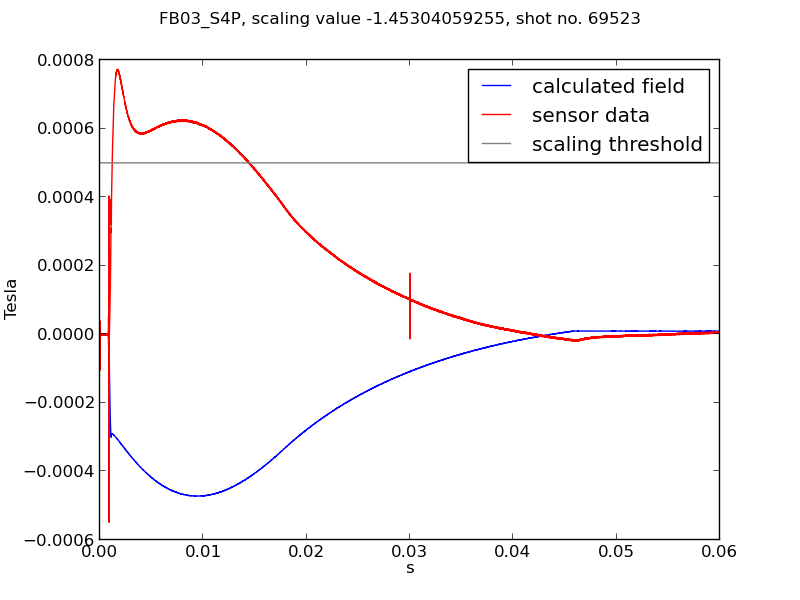 FB03_S4P, scaling value -1.45304059255, shot no. 69523
calculated field
sensor data
scaling threshold
0.0008
0.0006
0.0004
0.0002
0.0000
−0.0002
−0.0004
−0.0006
Tesla
0.00
0.01
0.02
0.03
0.04
0.05
0.06
s